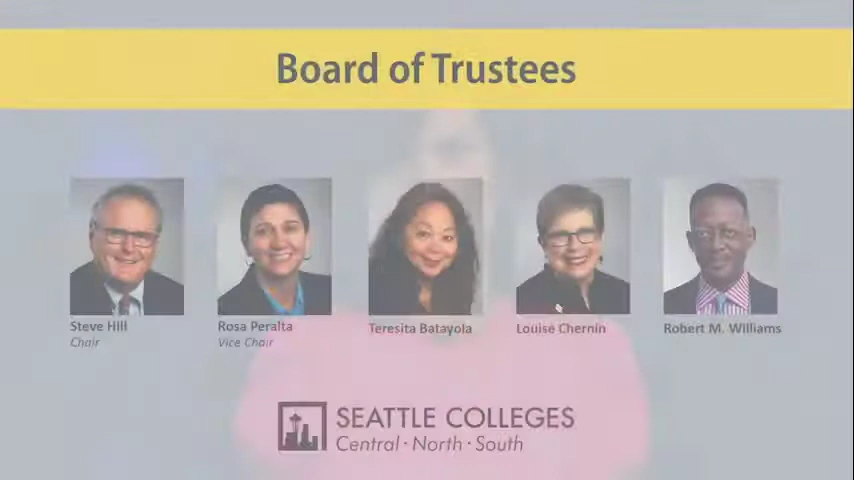 Board of Trustees
Steve Hill
Chair
Rosa Peralta
Vice Chair
Teresita Batayola
Louise Chernin
Robert M. Williams
SEATTLE COLLEGES
Central · North · South